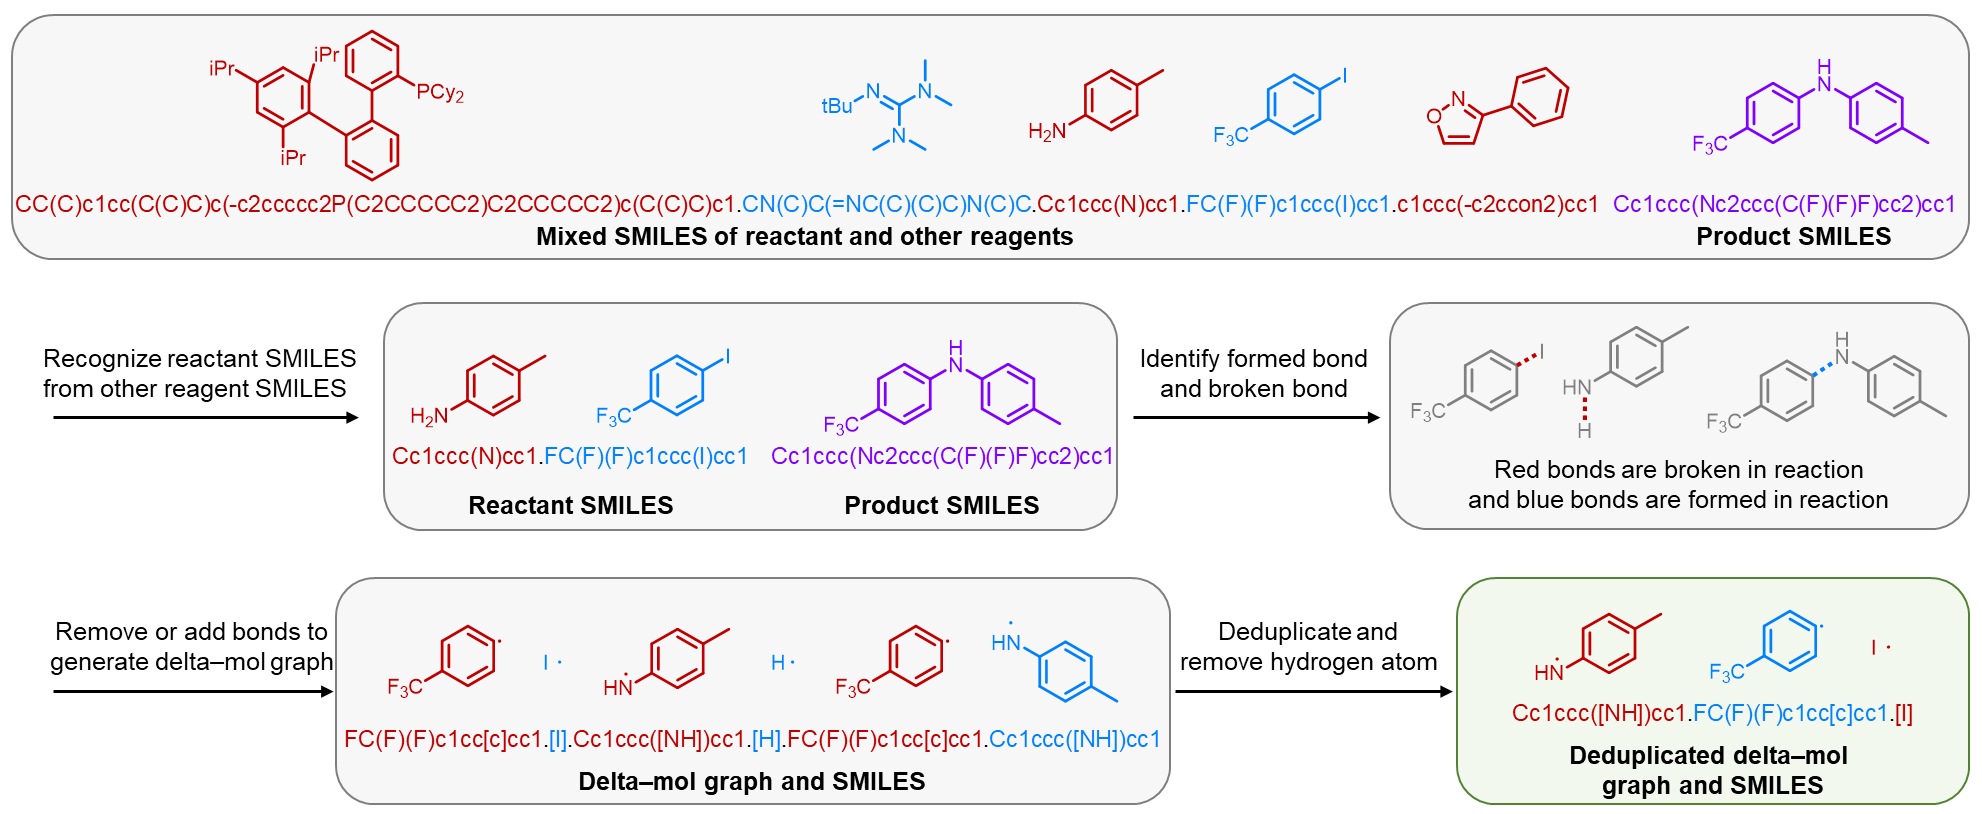 iPr
iPr
iPr
PCy2
tBu
N
N
N
H2N
F3C
I
O
N
F3C
H
N
CC(C)c1cc(C(C)C)c(-c2ccccc2P(C2CCCCC2)C2CCCCC2)c(C(C)C)c1.CN(C)C(=NC(C)(C)C)N(C)C.Cc1ccc(N)cc1.FC(F)(F)c1ccc(I)cc1.c1ccc(-c2ccon2)cc1
Cc1ccc(Nc2ccc(C(F)(F)F)cc2)cc1
Mixed SMILES of reactant and other reagents
Product SMILES
Recognize reactant SMILES
from other reagent SMILES
H2N
F3C
I
F3C
H
N
Cc1ccc(N)cc1.FC(F)(F)c1ccc(I)cc1
Cc1ccc(Nc2ccc(C(F)(F)F)cc2)cc1
Reactant SMILES
Product SMILES
Identify formed bond
and broken bond
F3C
I
HN
H
F3C
H
N
Red bonds are broken in reaction
and blue bonds are formed in reaction
Remove or add bonds to
generate delta–mol graph
F3C
I ·
HN
H ·
F3C
HN
FC(F)(F)c1cc[c]cc1.[I].Cc1ccc([NH])cc1.[H].FC(F)(F)c1cc[c]cc1.Cc1ccc([NH])cc1
Delta–mol graph and SMILES
Deduplicate and
remove hydrogen atom
HN
F3C
I ·
Cc1ccc([NH])cc1.FC(F)(F)c1cc[c]cc1.[I]
Deduplicated delta–mol
graph and SMILES